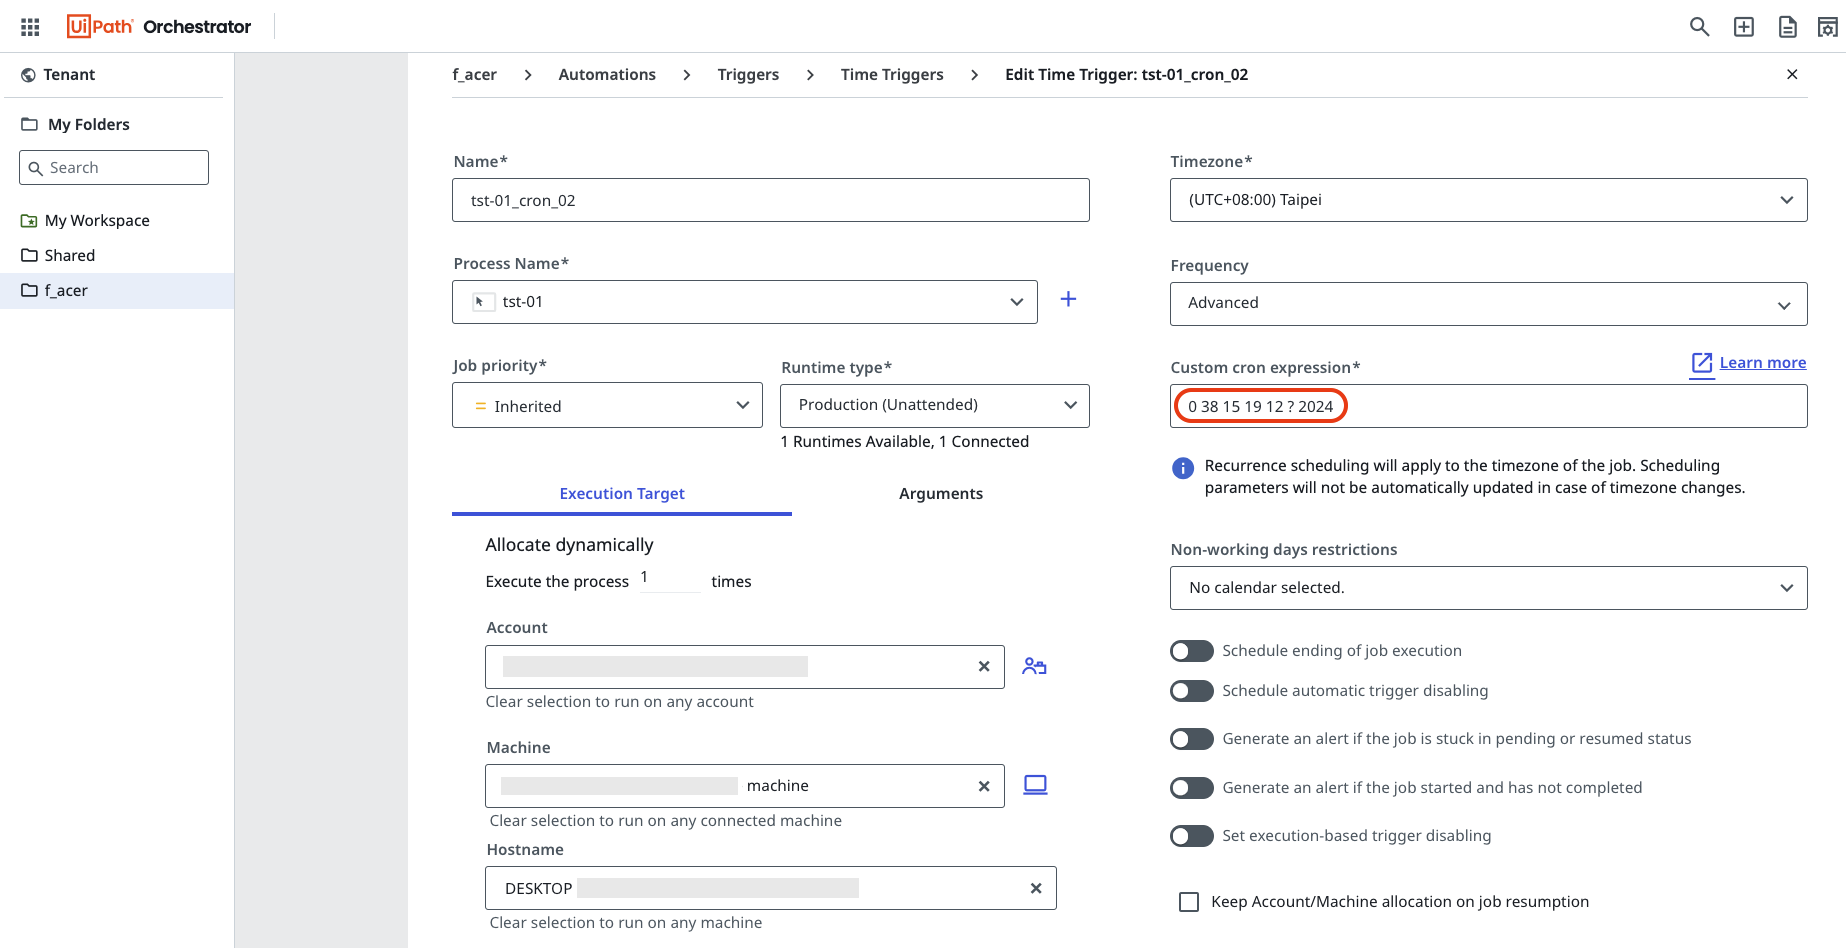 UiPath Orchestrator
Tenant
My Folders
Search
My Workspace
Shared
f_acer
f_acer > Automations > Triggers > Time Triggers > Edit Time Trigger: tst-01_cron_02
Name*
tst-01_cron_02
Process Name*
tst-01
Job priority*
Inherited
Runtime type*
Production (Unattended)
1 Runtimes Available, 1 Connected
Execution Target
Arguments
Allocate dynamically
Execute the process 1 times
Account
Clear selection to run on any account
Machine
machine
Clear selection to run on any connected machine
Hostname
DESKTOP
Clear selection to run on any machine
Timezone*
(UTC+08:00) Taipei
Frequency
Advanced
Custom cron expression*
Learn more
0 38 15 19 12 ? 2024
Recurrence scheduling will apply to the timezone of the job. Scheduling
parameters will not be automatically updated in case of timezone changes.
Non-working days restrictions
No calendar selected.
Schedule ending of job execution
Schedule automatic trigger disabling
Generate an alert if the job is stuck in pending or resumed status
Generate an alert if the job started and has not completed
Set execution-based trigger disabling
Keep Account/Machine allocation on job resumption